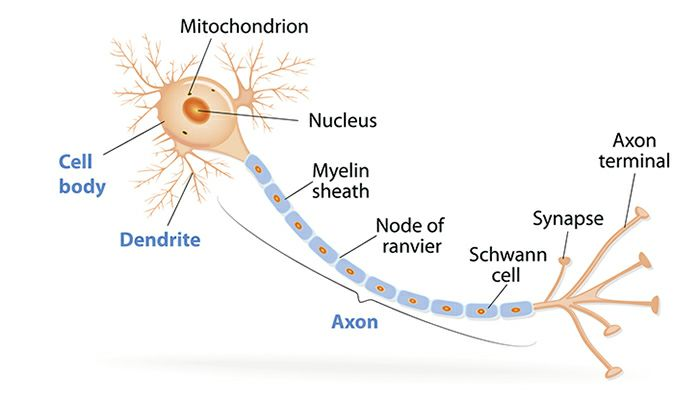 Mitochondrion
Nucleus
Cell
body
Myelin
sheath
Dendrite
Node of
ranvier
Axon
terminal
Synapse
Schwann
cell
Axon